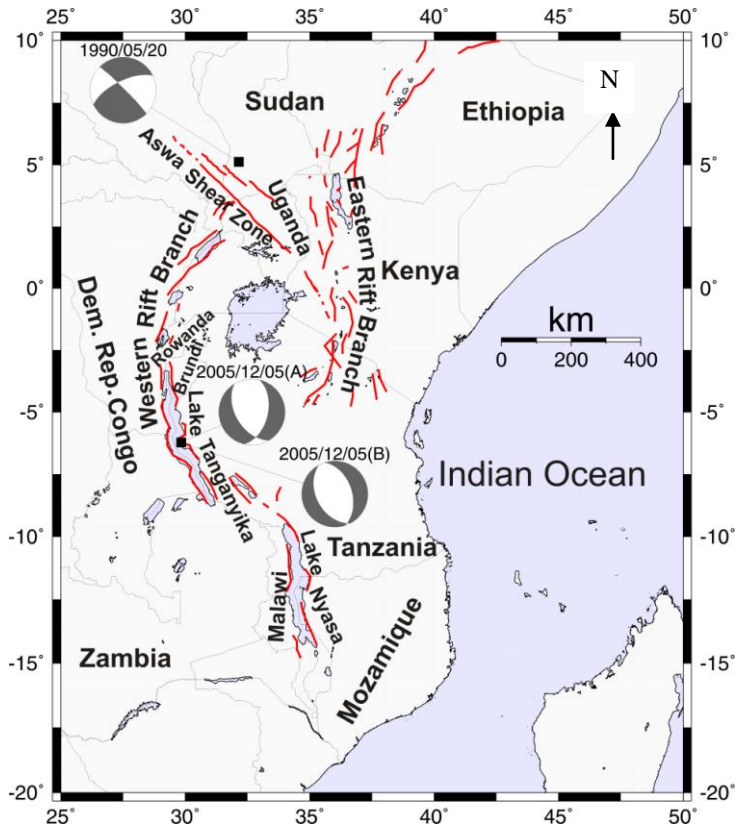 25° 30° 35° 40° 45° 50°
10°
1990/05/20
N
Sudan
Ethiopia
5°
5°
Aswa Shear Zone
Uganda
Eastern Rift Branch
Kenya
0°
0°
Western Rift Branch
Dem. Rep. Congo
km
0 200 400
Rowanda
Brundi
2005/12/05(A)
-5°
-5°
Lake Tanganyika
2005/12/05(B)
Indian Ocean
-10°
-10°
Tanzania
Lake Nyasa
Malawi
Mozamique
Zambia
-15°
-15°
-20°
-20°
25° 30° 35° 40° 45° 50°
10°